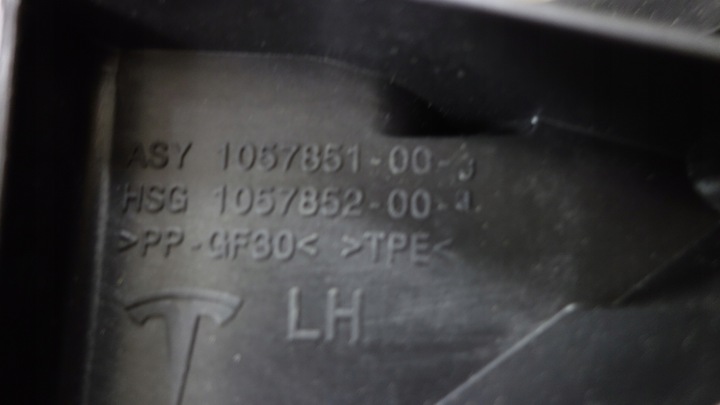 ASY 1057851-00-
HSG 1057852-00-
>PP-GF30< >TPE<
LH